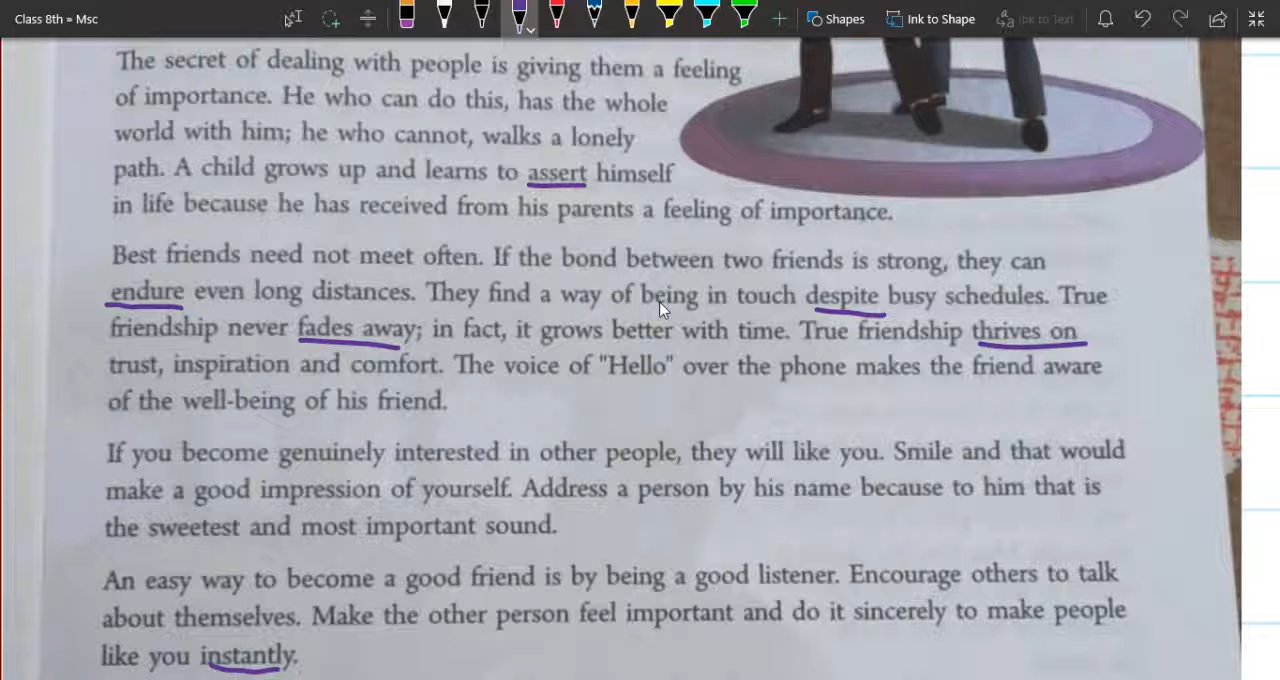 Class 8th » Msc
Shapes
Ink to Shape
Ink to Text
The secret of dealing with people is giving them a feeling
of importance. He who can do this, has the whole
world with him; he who cannot, walks a lonely
path. A child grows up and learns to assert himself
in life because he has received from his parents a feeling of importance.
Best friends need not meet often. If the bond between two friends is strong, they can
endure even long distances. They find a way of being in touch despite busy schedules. True
friendship never fades away; in fact, it grows better with time. True friendship thrives on
trust, inspiration and comfort. The voice of "Hello" over the phone makes the friend aware
of the well-being of his friend.
If you become genuinely interested in other people, they will like you. Smile and that would
make a good impression of yourself. Address a person by his name because to him that is
the sweetest and most important sound.
An easy way to become a good friend is by being a good listener. Encourage others to talk
about themselves. Make the other person feel important and do it sincerely to make people
like you instantly.